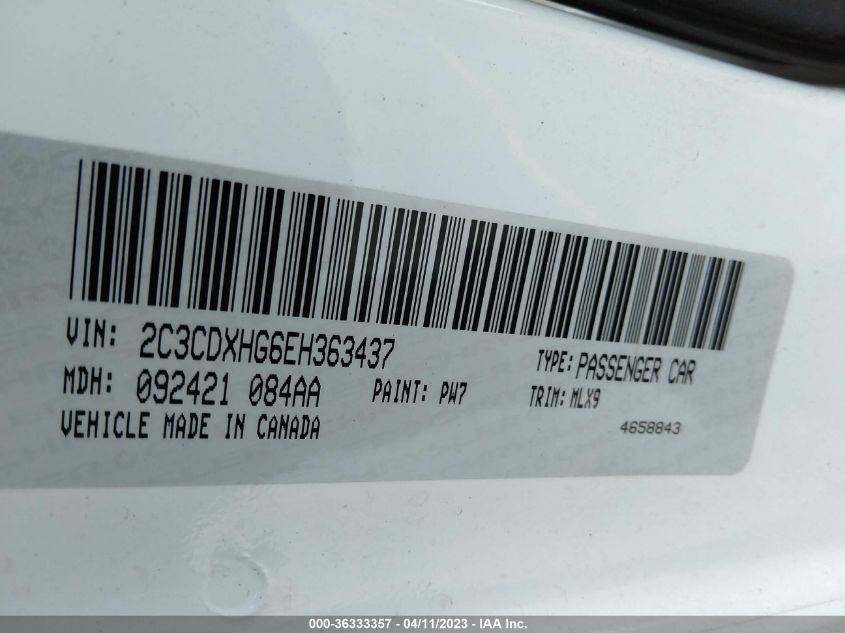 VIN: 2C3CDXHG6EH363437 TYPE: PASSENGER CAR
MDH: 092421 084AA PAINT: PW7 TRIM: MLX9
VEHICLE MADE IN CANADA 4658843
000-36333357 - 04/11/2023 - IAA Inc.